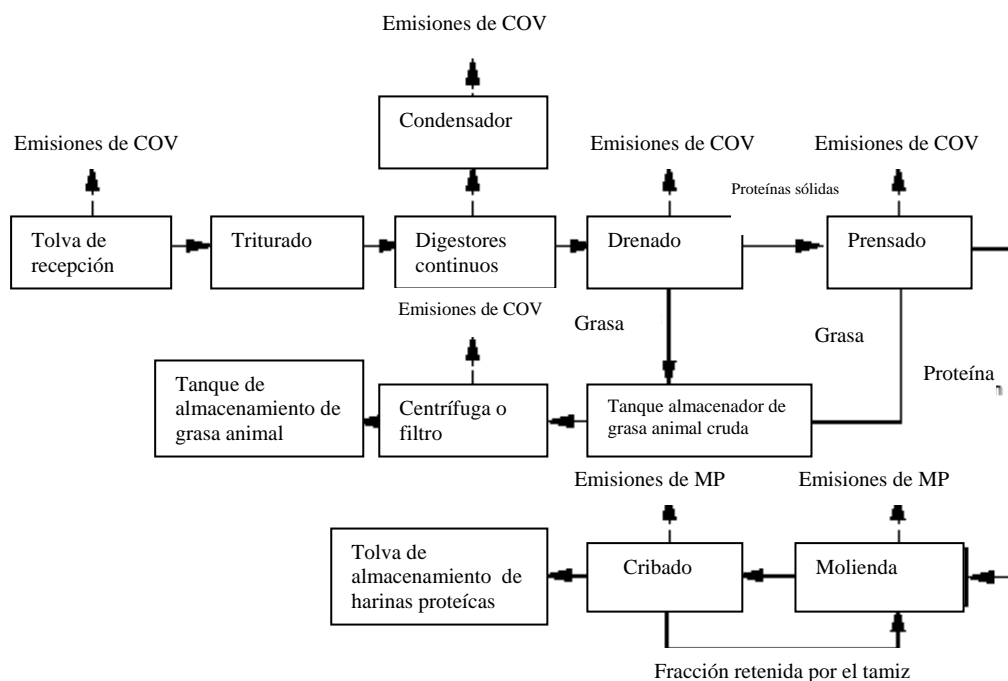 Emisiones de COV
Condensador
Emisiones de COV
Emisiones de COV
Emisiones de COV
Proteínas sólidas
Tolva de
recepción
Triturado
Digestores
continuos
Drenado
Prensado
Emisiones de COV
Grasa
Grasa
Proteína
Tanque de
almacenamiento de
grasa animal
Centrífuga o
filtro
Tanque almacenador de
grasa animal cruda
Emisiones de MP
Emisiones de MP
Tolva de
almacenamiento de
harinas proteícas
Cribado
Molienda
Fracción retenida por el tamiz